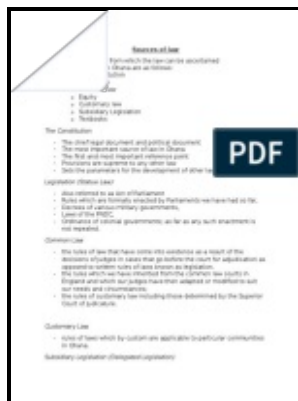 Sources of law
from which the law can be ascertained
in Ghana are as follows:
o Equity
o Customary law
o Subsidiary Legislation
o Textbooks
The Constitution
- The chief legal document and political document
- The most important source of law in Ghana
- The first and most important reference point
- Provisions are supreme to any other law
- Sets the parameters for the development of other
PDF
Legislation (Statute Law)
- Also referred to as Act of Parliament
- Rules which are formally enacted by Parliaments we have had so far,
- Decrees of various military governments,
- Laws of the PNDC,
- Ordinances of colonial governments, as far as any such enactment is
not repealed.
Common Law
- the rules of law that have come into existence as a result of the
decisions of judges in cases that go before the court for adjudication as
opposed to written rules of laws known as legislation.
- the rules which we have inherited from the common law courts in
England and which our judges have then adapted or modified to suit
our needs and circumstances;
- the rules of customary law including those determined by the Superior
Court of Judicature.
Customary Law
- rules of laws which by custom are applicable to particular communities
in Ghana.
Subsidiary Legislation (Delegated Legislation)